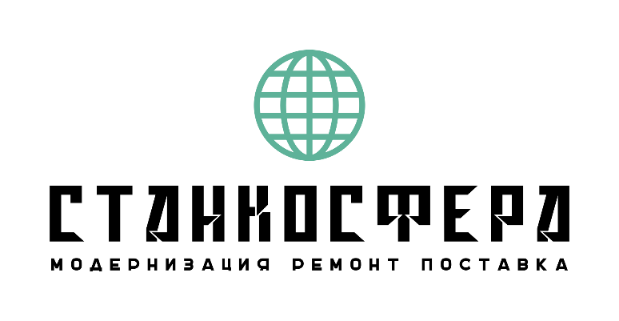 СТАНКОСФЕРА
МОДЕРНИЗАЦИЯ РЕМОНТ ПОСТАВКА